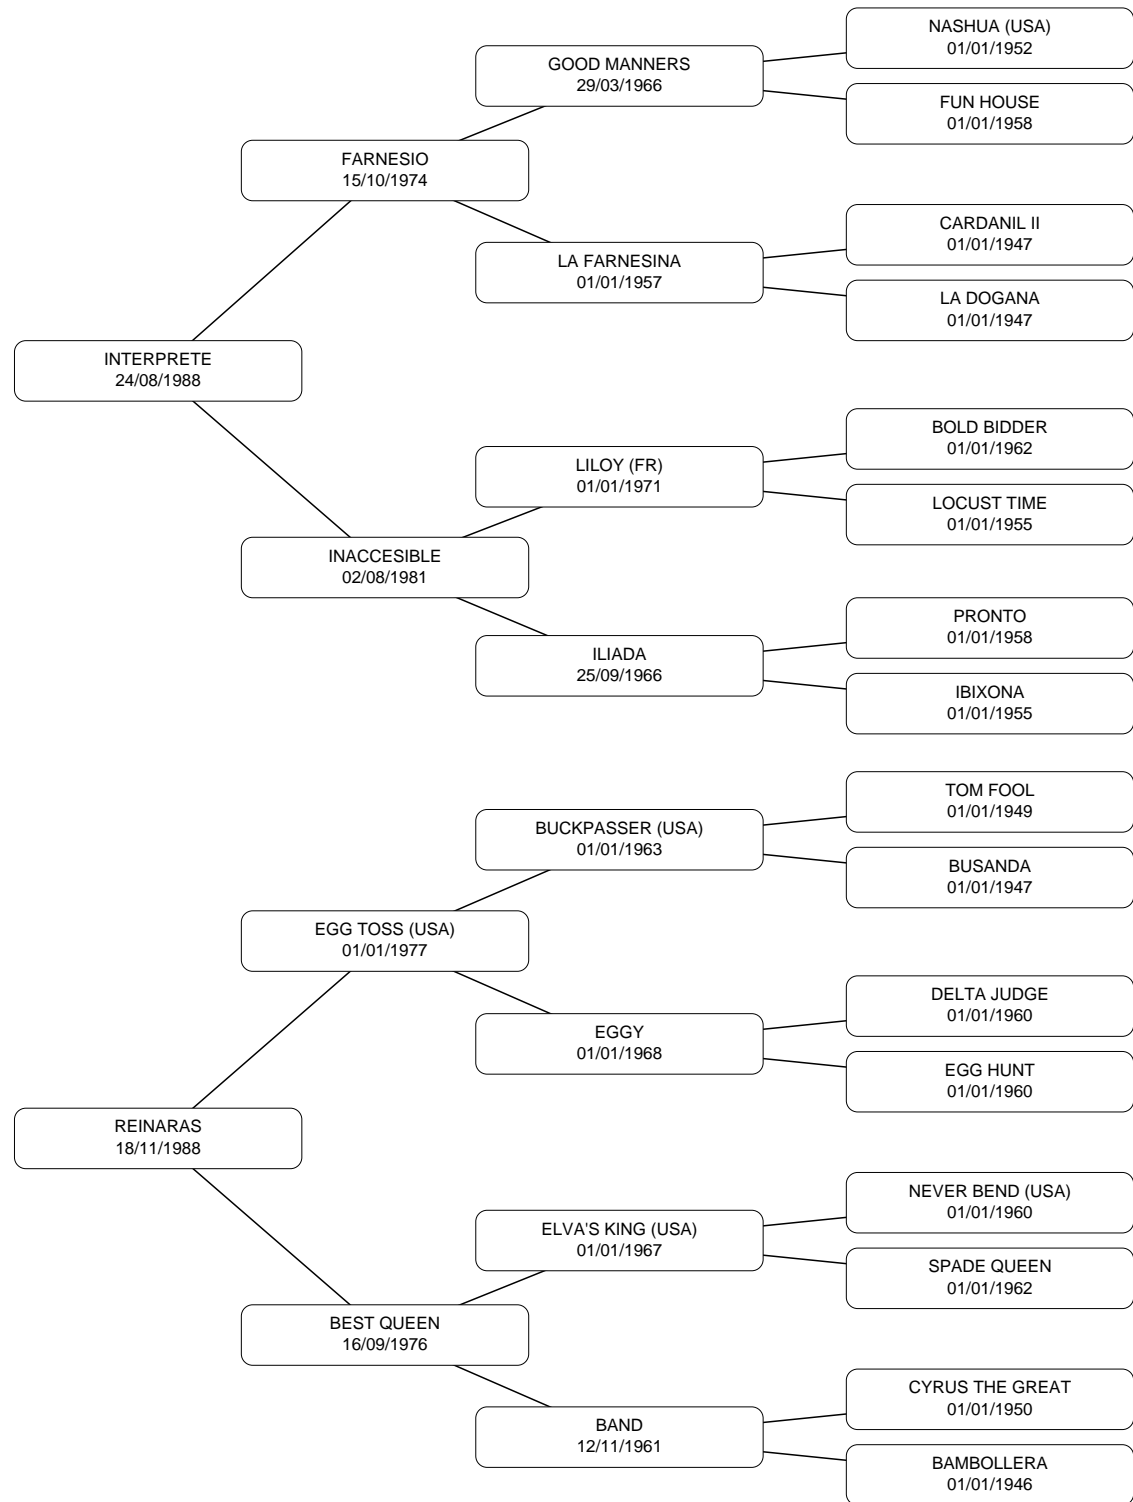 NASHUA (USA)
01/01/1952
GOOD MANNERS
29/03/1966
FUN HOUSE
01/01/1958
FARNESIO
15/10/1974
CARDANIL II
01/01/1947
LA FARNESINA
01/01/1957
LA DOGANA
01/01/1947
INTERPRETE
24/08/1988
BOLD BIDDER
01/01/1962
LILOY (FR)
01/01/1971
LOCUST TIME
01/01/1955
INACCESIBLE
02/08/1981
PRONTO
01/01/1958
ILIADA
25/09/1966
IBIXONA
01/01/1955
TOM FOOL
01/01/1949
BUCKPASSER (USA)
01/01/1963
BUSANDA
01/01/1947
EGG TOSS (USA)
01/01/1977
DELTA JUDGE
01/01/1960
EGGY
01/01/1968
EGG HUNT
01/01/1960
REINARAS
18/11/1988
NEVER BEND (USA)
01/01/1960
ELVA'S KING (USA)
01/01/1967
SPADE QUEEN
01/01/1962
BEST QUEEN
16/09/1976
CYRUS THE GREAT
01/01/1950
BAND
12/11/1961
BAMBOLLERA
01/01/1946